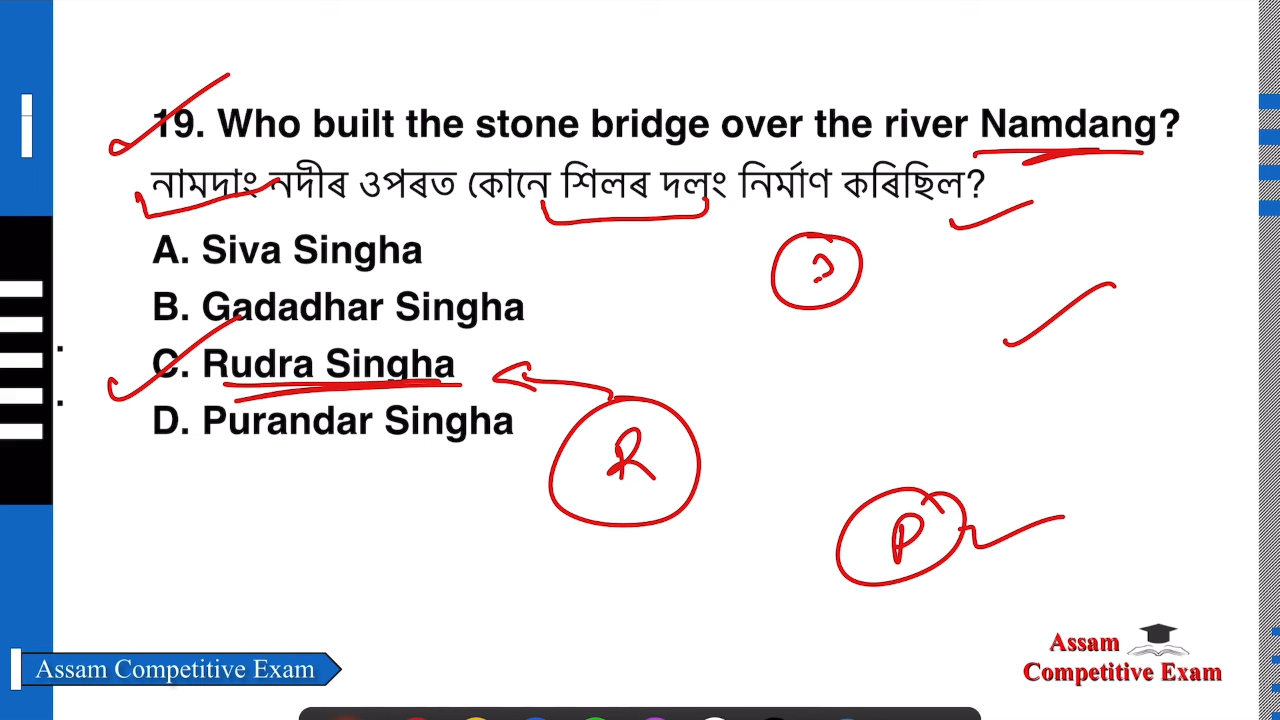 19. Who built the stone bridge over the river Namdang?
নামদাং নদীৰ ওপৰত কোনে শিলৰ দলং নিৰ্মাণ কৰিছিল?
A. Siva Singha
B. Gadadhar Singha
C. Rudra Singha
D. Purandar Singha
R
P
Assam Competitive Exam
Assam
Competitive Exam